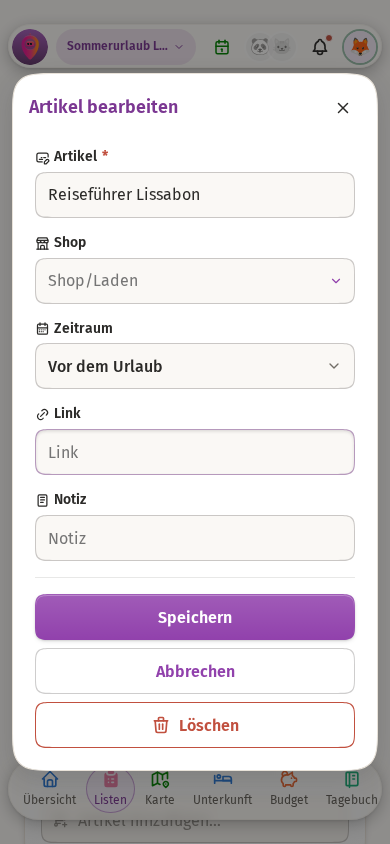 Sommerurlaub L...
Artikel bearbeiten
Artikel *
Reiseführer Lissabon
Shop
Shop/Laden
Zeitraum
Vor dem Urlaub
Link
Link
Notiz
Notiz
Speichern
Abbrechen
Löschen
Übersicht
Listen
Karte
Unterkunft
Budget
Tagebuch
Artikel hinzufügen...